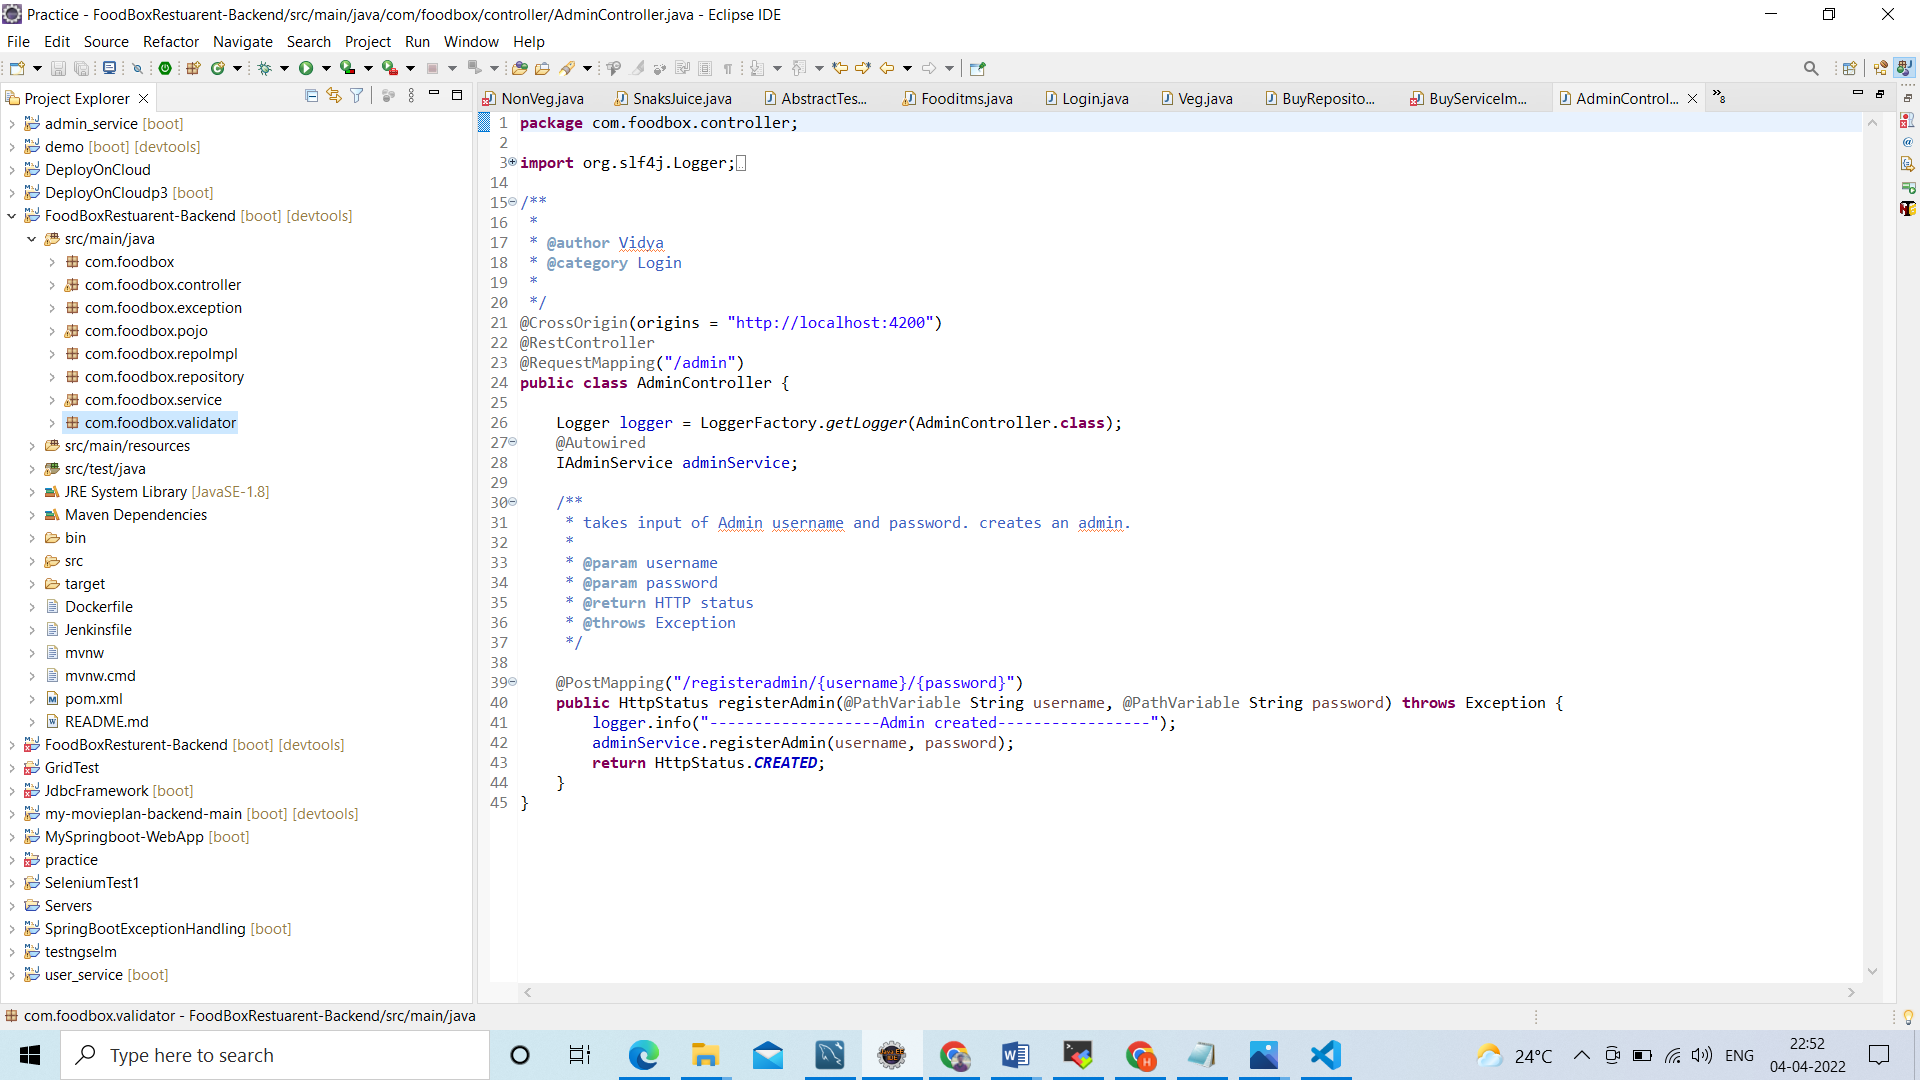 Practice - FoodBoxRestuarent-Backend/src/main/java/com/foodbox/controller/AdminController.java - Eclipse IDE
File Edit Source Refactor Navigate Search Project Run Window Help
Project Explorer
admin_service [boot]
demo [boot] [devtools]
DeployOnCloud
DeployOnCloudp3 [boot]
FoodBoxRestuarent-Backend [boot] [devtools]
src/main/java
com.foodbox
com.foodbox.controller
com.foodbox.exception
com.foodbox.pojo
com.foodbox.repoImpl
com.foodbox.repository
com.foodbox.service
com.foodbox.validator
src/main/resources
src/test/java
JRE System Library [JavaSE-1.8]
Maven Dependencies
bin
src
target
Dockerfile
Jenkinsfile
mvnw
mvnw.cmd
pom.xml
README.md
FoodBoxResturent-Backend [boot] [devtools]
GridTest
JdbcFramework [boot]
my-movieplan-backend-main [boot] [devtools]
MySpringboot-WebApp [boot]
practice
SeleniumTest1
Servers
SpringBootExceptionHandling [boot]
testngselm
user_service [boot]
NonVeg.java SnaksJuice.java AbstractTes... Fooditms.java Login.java Veg.java BuyReposito... BuyServiceIm... AdminControl... »8
1 package com.foodbox.controller;
2
3 import org.slf4j.Logger;
14
15 /**
16 *
17 * @author Vidya
18 * @category Login
19 *
20 */
21 @CrossOrigin(origins = "http://localhost:4200")
22 @RestController
23 @RequestMapping("/admin")
24 public class AdminController {
25
26 Logger logger = LoggerFactory.getLogger(AdminController.class);
27 @Autowired
28 IAdminService adminService;
29
30 /**
31 * takes input of Admin username and password. creates an admin.
32 *
33 * @param username
34 * @param password
35 * @return HTTP status
36 * @throws Exception
37 */
38
39 @PostMapping("/registeradmin/{username}/{password}")
40 public HttpStatus registerAdmin(@PathVariable String username, @PathVariable String password) throws Exception {
41 logger.info("-------------------Admin created-----------------");
42 adminService.registerAdmin(username, password);
43 return HttpStatus.CREATED;
44 }
45 }
com.foodbox.validator - FoodBoxRestuarent-Backend/src/main/java
Type here to search
24°C
ENG
22:52
04-04-2022